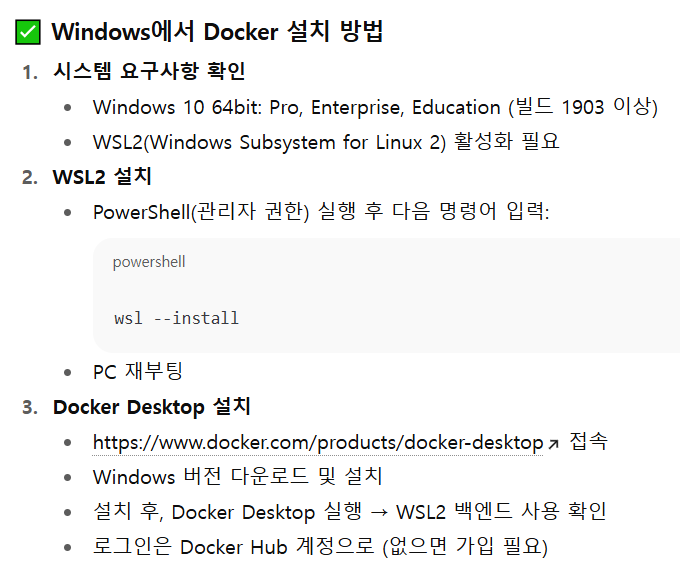 ✅ Windows에서 Docker 설치 방법
1. 시스템 요구사항 확인
• Windows 10 64bit: Pro, Enterprise, Education (빌드 1903 이상)
• WSL2(Windows Subsystem for Linux 2) 활성화 필요
2. WSL2 설치
• PowerShell(관리자 권한) 실행 후 다음 명령어 입력:
powershell
wsl --install
• PC 재부팅
3. Docker Desktop 설치
• https://www.docker.com/products/docker-desktop↗ 접속
• Windows 버전 다운로드 및 설치
• 설치 후, Docker Desktop 실행 → WSL2 백엔드 사용 확인
• 로그인은 Docker Hub 계정으로 (없으면 가입 필요)